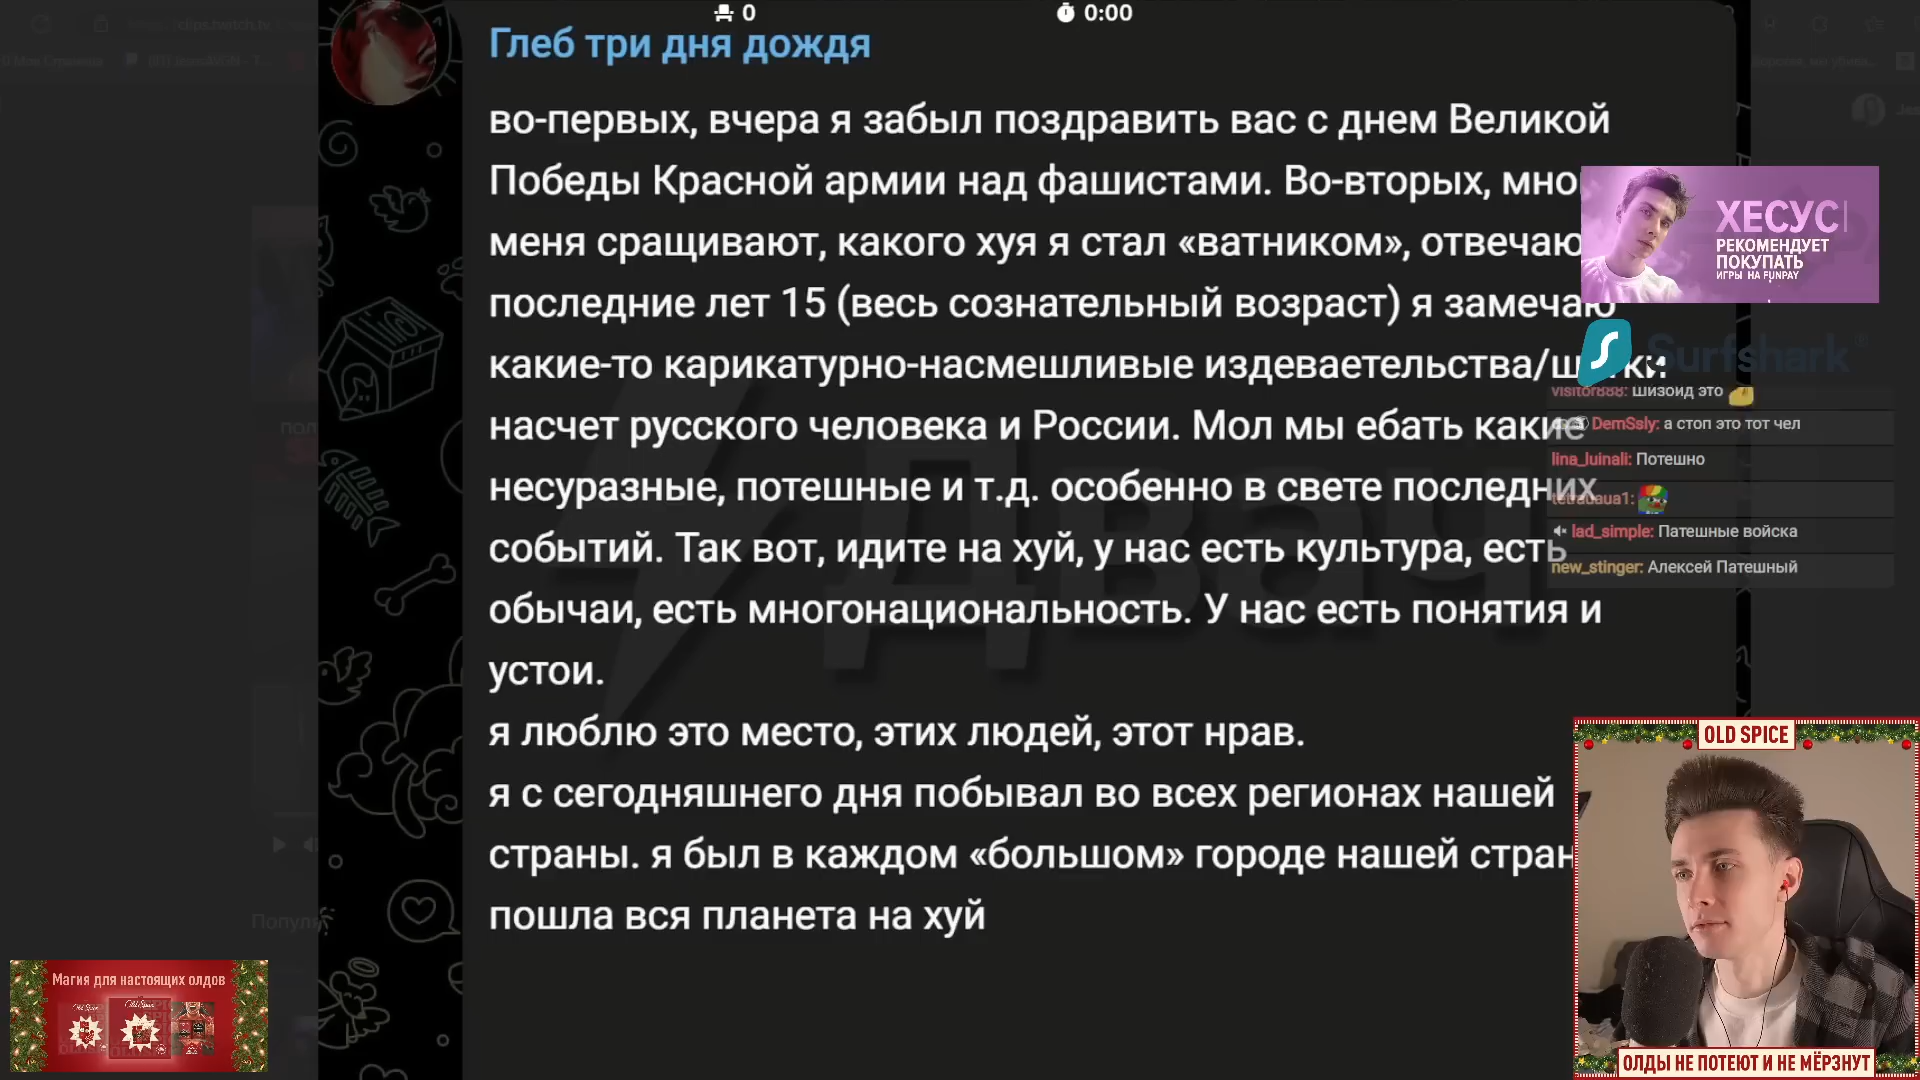 0
0:00
Глеб три дня дождя
во-первых, вчера я забыл поздравить вас с днем Великой
Победы Красной армии над фашистами. Во-вторых, мно
меня сращивают, какого хуя я стал «ватником», отвечаю
последние лет 15 (весь сознательный возраст) я замечаю
какие-то карикатурно-насмешливые издеваетельства/ш
насчет русского человека и России. Мол мы ебать какие
несуразные, потешные и т.д. особенно в свете последних
событий. Так вот, идите на хуй, у нас есть культура, есть
обычаи, есть многонациональность. У нас есть понятия и
устои.
я люблю это место, этих людей, этот нрав.
я с сегодняшнего дня побывал во всех регионах нашей
страны. я был в каждом «большом» городе нашей стран
пошла вся планета на хуй
Двач
ХЕСУС
РЕКОМЕНДУЕТ
ПОКУПАТЬ
ИГРЫ НА FUNPAY
Surfshark
visitor888: Шизоид это
DemSsly: а стоп это тот чел
lina_luinali: Потешно
lad_simple: Патешные войска
new_stinger: Алексей Патешный
OLD SPICE
ОЛДЫ НЕ ПОТЕЮТ И НЕ МЁРЗНУТ
Магия для настоящих олдов